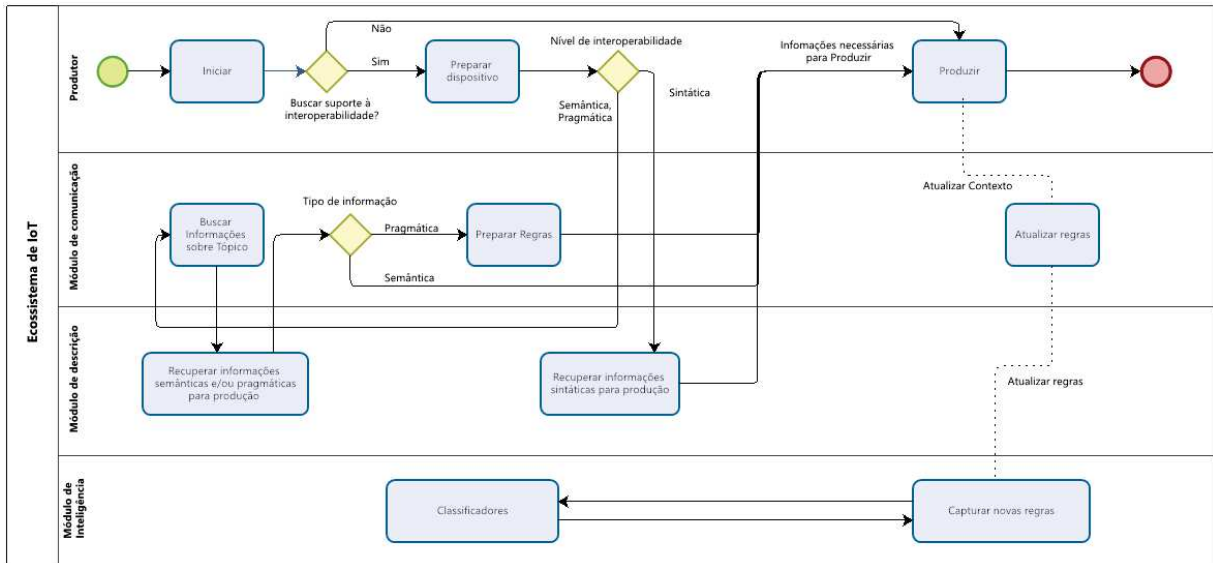 Ecossistema de IoT
Produtor
Não
Iniciar
Buscar suporte à
interoperabilidade?
Sim
Preparar
dispositivo
Nível de interoperabilidade
Semântica,
Pragmática
Sintática
Infomações necessárias
para Produzir
Produzir
Módulo de comunicação
Buscar
Informações
sobre Tópico
Tipo de informação
Pragmática
Semântica
Preparar Regras
Atualizar Contexto
Atualizar regras
Módulo de descrição
Recuperar informações
semânticas e/ou pragmáticas
para produção
Recuperar informações
sintáticas para produção
Atualizar regras
Módulo de
Inteligência
Classificadores
Capturar novas regras